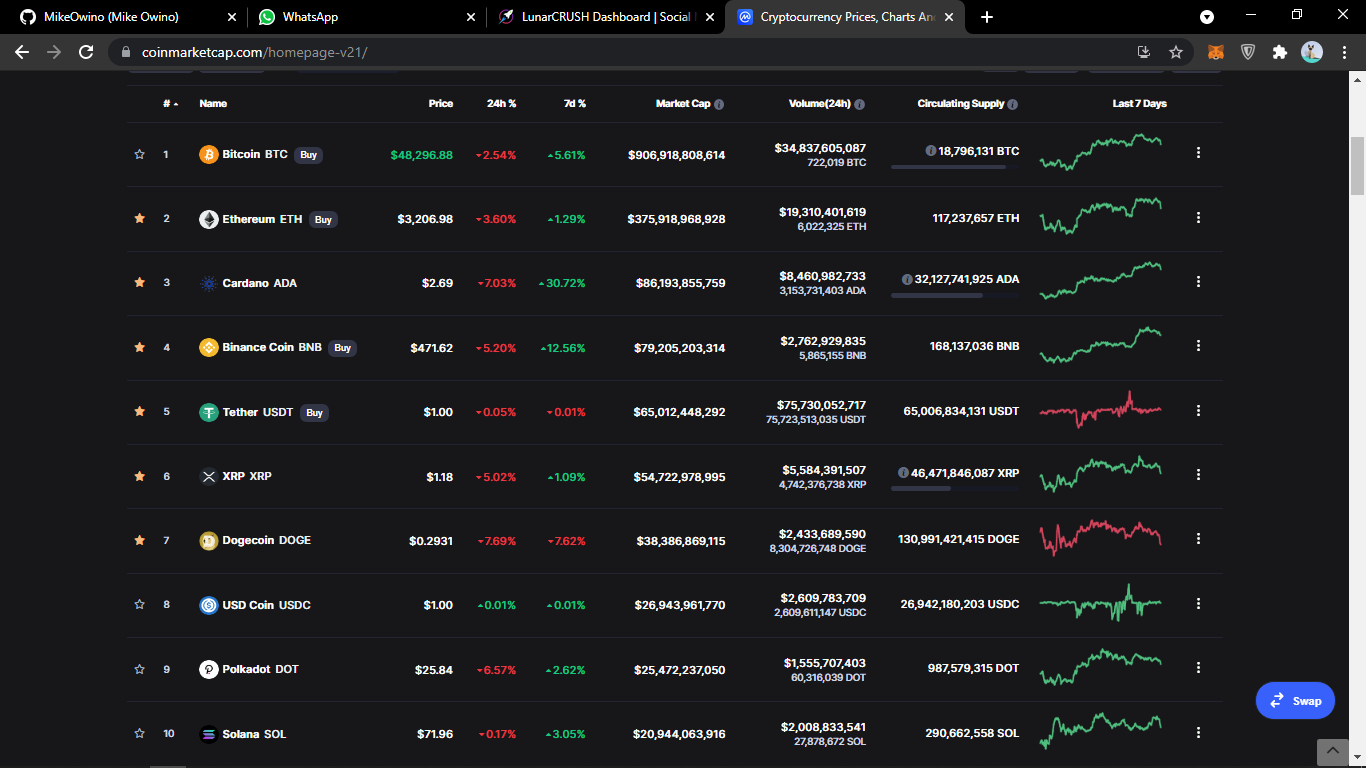 MikeOwino (Mike Owino)
WhatsApp
LunarCRUSH Dashboard | Social
Cryptocurrency Prices, Charts An
coinmarketcap.com/homepage-v21/
# Name Price 24h % 7d % Market Cap Volume(24h) Circulating Supply Last 7 Days
1 Bitcoin BTC Buy $48,296.88 2.54% 5.61% $906,918,808,614 $34,837,605,087 18,796,131 BTC
722,019 BTC
2 Ethereum ETH Buy $3,206.98 3.60% 1.29% $375,918,968,928 $19,310,401,619 117,237,657 ETH
6,022,325 ETH
3 Cardano ADA $2.69 7.03% 30.72% $86,193,855,759 $8,460,982,733 32,127,741,925 ADA
3,153,731,403 ADA
4 Binance Coin BNB Buy $471.62 5.20% 12.56% $79,205,203,314 $2,762,929,835 168,137,036 BNB
5,865,155 BNB
5 Tether USDT Buy $1.00 0.05% 0.01% $65,012,448,292 $75,730,052,717 65,006,834,131 USDT
75,723,513,035 USDT
6 XRP XRP $1.18 5.02% 1.09% $54,722,978,995 $5,584,391,507 46,471,846,087 XRP
4,742,376,738 XRP
7 Dogecoin DOGE $0.2931 7.69% 7.62% $38,386,869,115 $2,433,689,590 130,991,421,415 DOGE
8,304,726,748 DOGE
8 USD Coin USDC $1.00 0.01% 0.01% $26,943,961,770 $2,609,783,709 26,942,180,203 USDC
2,609,611,147 USDC
9 Polkadot DOT $25.84 6.57% 2.62% $25,472,237,050 $1,555,707,403 987,579,315 DOT
60,316,039 DOT
10 Solana SOL $71.96 0.17% 3.05% $20,944,063,916 $2,008,833,541 290,662,558 SOL
27,878,672 SOL
Swap